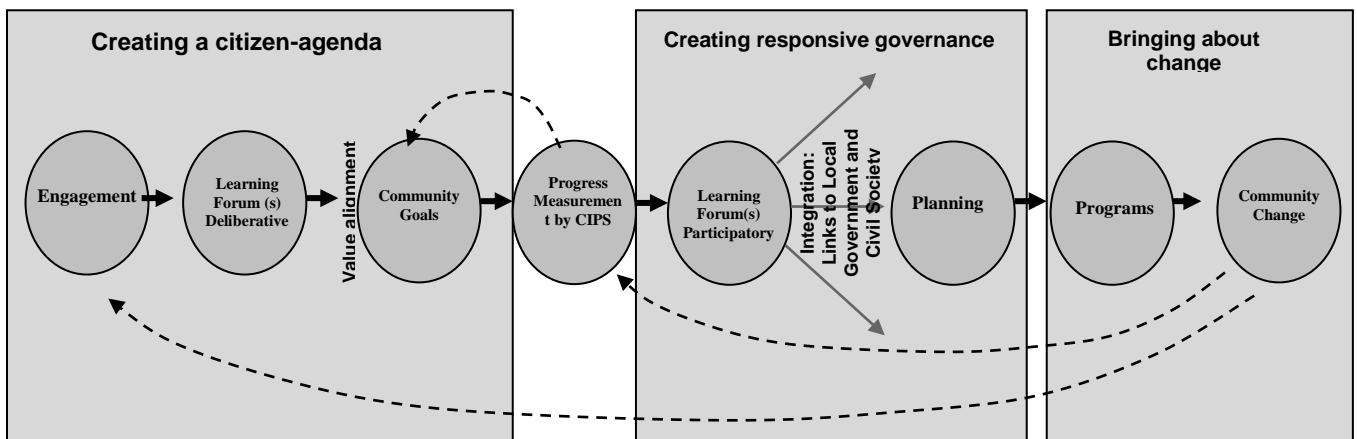 Creating a citizen-agenda
Engagement
Learning
Forum (s)
Deliberative
Value alignment
Community
Goals
Progress
Measuremen
t by CIPS
Creating responsive governance
Learning
Forum(s)
Participatory
Integration:
Links to Local
Government and
Civil Society
Planning
Bringing about
change
Programs
Community
Change